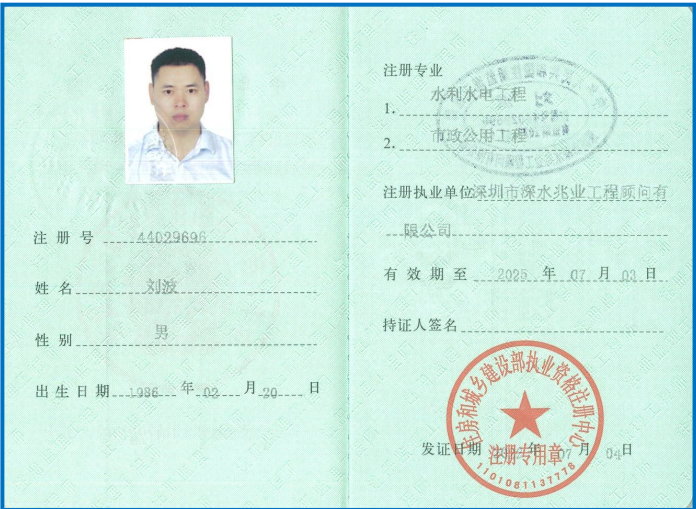 注册号 44029696
姓名 刘波
性别 男
出生日期 1986 年 02 月 20 日
注册专业
1. 水利水电工程
2. 市政公用工程
注册执业单位 深圳市深水兆业工程顾问有
限公司
有效期至 2025 年 07 月 03 日
持证人签名
住房和城乡建设部执业资格注册中心
发证日期 年 07 月 04 日
注册专用章
1101081137776